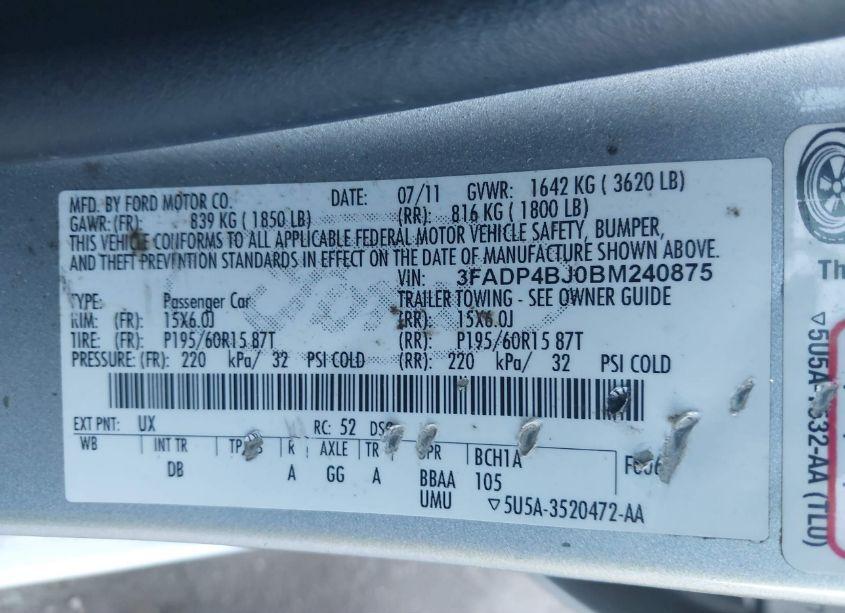 MFD. BY FORD MOTOR CO. DATE: 07/11 GVWR: 1642 KG ( 3620 LB)
GAWR: (FR): 839 KG ( 1850 LB) (RR): 816 KG ( 1800 LB)
THIS VEHICLE CONFORMS TO ALL APPLICABLE FEDERAL MOTOR VEHICLE SAFETY, BUMPER,
AND THEFT PREVENTION STANDARDS IN EFFECT ON THE DATE OF MANUFACTURE SHOWN ABOVE.
VIN: 3FADP4BJ0BM240875
TYPE: Passenger Car TRAILER TOWING - SEE OWNER GUIDE
RIM: (FR): 15X6.0J (RR): 15X6.0J
TIRE: (FR): P195/60R15 87T (RR): P195/60R15 87T
PRESSURE: (FR): 220 kPa/ 32 PSI COLD (RR): 220 kPa/ 32 PSI COLD
EXT PNT: UX RC: 52
WB INT TR R AXLE TR BCH1A
DB A GG A BBAA 105
UMU ▽5U5A-3520472-AA
Th
(TLU)